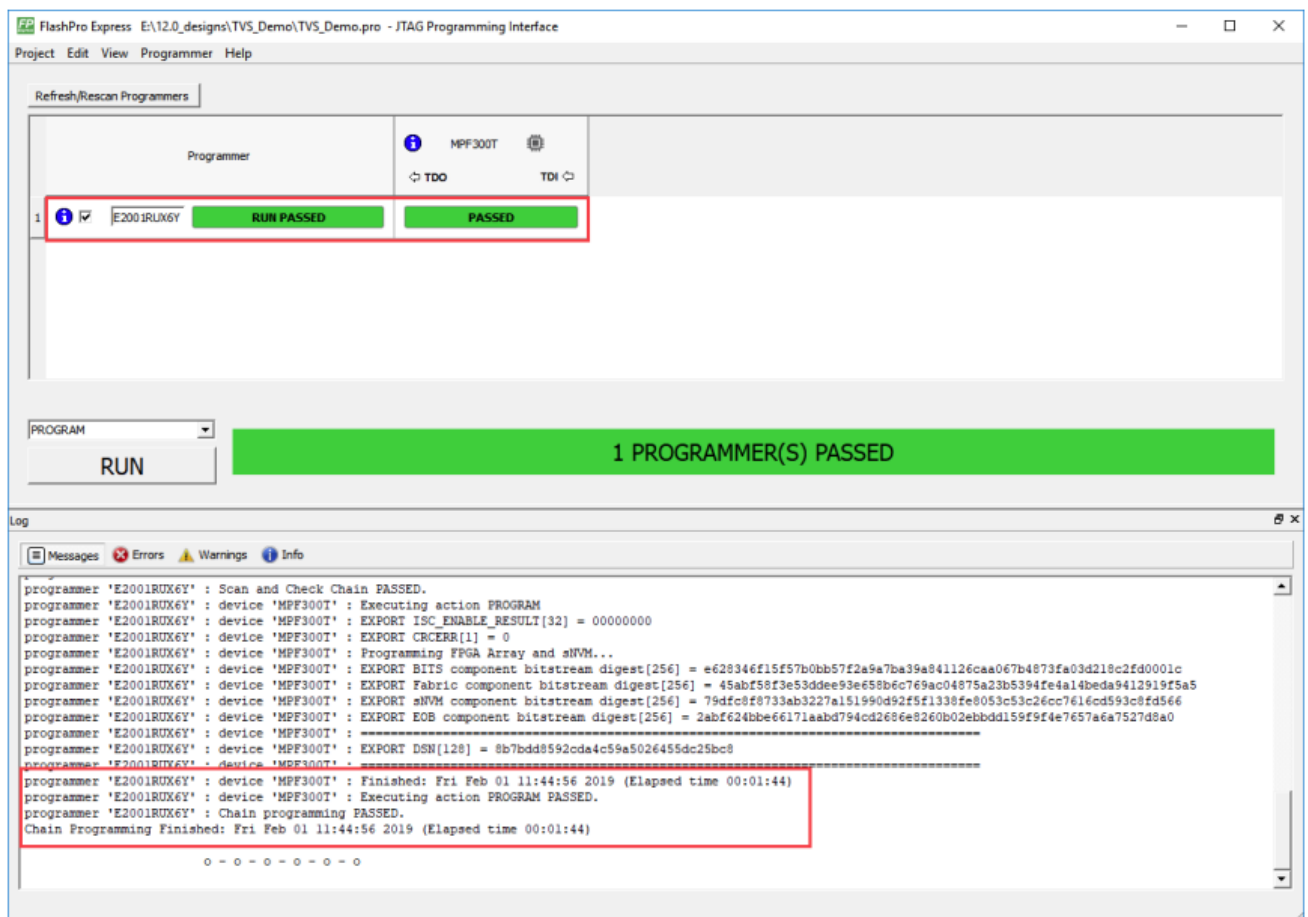 FP FlashPro Express E:\12.0_designs\TVS_Demo\TVS_Demo.pro - JTAG Programming Interface
Project Edit View Programmer Help
Refresh/Rescan Programmers
Programmer
MPF300T
TDO TDI
1 E2001RUX6Y RUN PASSED PASSED
PROGRAM
RUN
1 PROGRAMMER(S) PASSED
Log
Messages Errors Warnings Info
programmer 'E2001RUX6Y' : Scan and Check Chain PASSED.
programmer 'E2001RUX6Y' : device 'MPF300T' : Executing action PROGRAM
programmer 'E2001RUX6Y' : device 'MPF300T' : EXPORT ISC_ENABLE_RESULT[32] = 00000000
programmer 'E2001RUX6Y' : device 'MPF300T' : EXPORT CRCERR[1] = 0
programmer 'E2001RUX6Y' : device 'MPF300T' : Programming FPGA Array and sNVM...
programmer 'E2001RUX6Y' : device 'MPF300T' : EXPORT BITS component bitstream digest[256] = e628346f15f57b0bb57f2a9a7ba39a841126caa067b4873fa03d218c2fd0001c
programmer 'E2001RUX6Y' : device 'MPF300T' : EXPORT Fabric component bitstream digest[256] = 45abf58f3e53ddee93e658b6c769ac04875a23b5394fe4a14beda9412919f5a5
programmer 'E2001RUX6Y' : device 'MPF300T' : EXPORT sNVM component bitstream digest[256] = 79dfc8f8733ab3227a151990d92f5f1338fe8053c53c26cc7616cd593c8fd566
programmer 'E2001RUX6Y' : device 'MPF300T' : EXPORT EOB component bitstream digest[256] = 2abf624bbe66171aabd794cd2686e8260b02ebbdd159f9f4e7657a6a7527d8a0
programmer 'E2001RUX6Y' : device 'MPF300T' : ===================================================================================
programmer 'E2001RUX6Y' : device 'MPF300T' : EXPORT DSN[128] = 8b7bdd8592cda4c59a5026455dc25bc8
programmer 'E2001RUX6Y' : device 'MPF300T' : ===================================================================================
programmer 'E2001RUX6Y' : device 'MPF300T' : Finished: Fri Feb 01 11:44:56 2019 (Elapsed time 00:01:44)
programmer 'E2001RUX6Y' : device 'MPF300T' : Executing action PROGRAM PASSED.
programmer 'E2001RUX6Y' : Chain programming PASSED.
Chain Programming Finished: Fri Feb 01 11:44:56 2019 (Elapsed time 00:01:44)
o - o - o - o - o - o